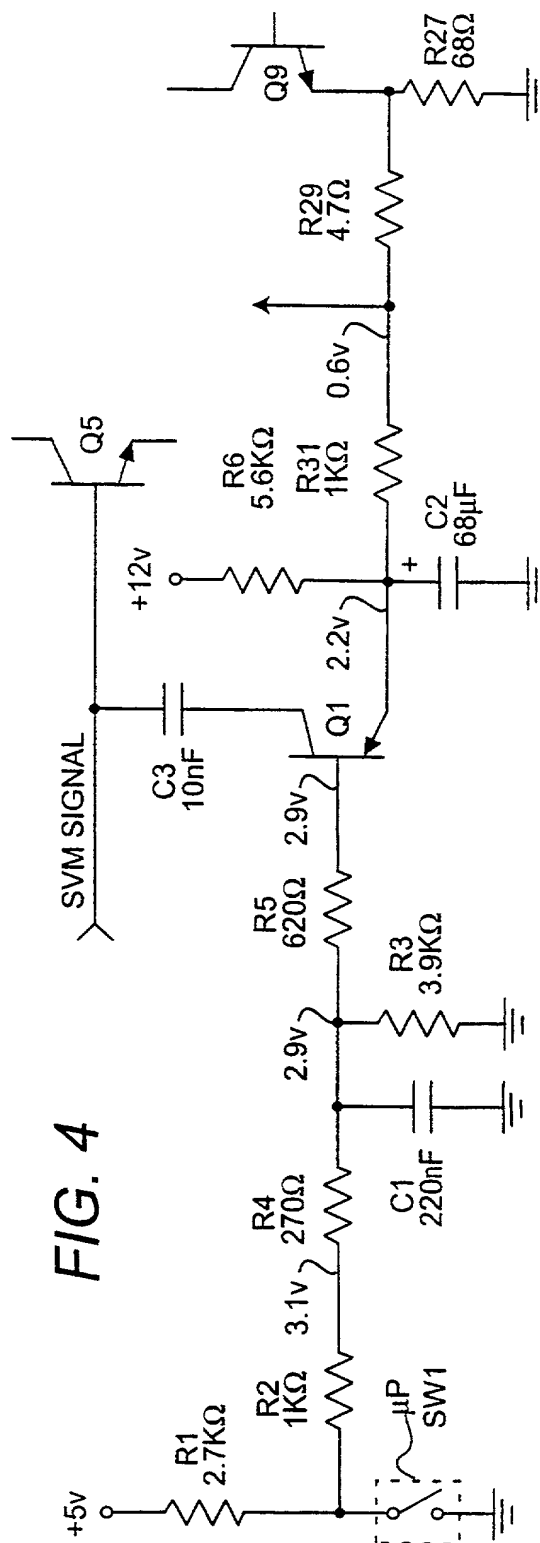 FIG. 4
+5v
R1
2.7KΩ
R2
1KΩ
µP
SW1
3.1v
R4
270Ω
C1
220nF
2.9v
R3
3.9KΩ
R5
620Ω
2.9v
Q1
SVM SIGNAL
C3
10nF
Q5
+12v
R6
5.6KΩ
2.2v
+
C2
68µF
R31
1KΩ
0.6v
R29
4.7Ω
Q9
R27
68Ω